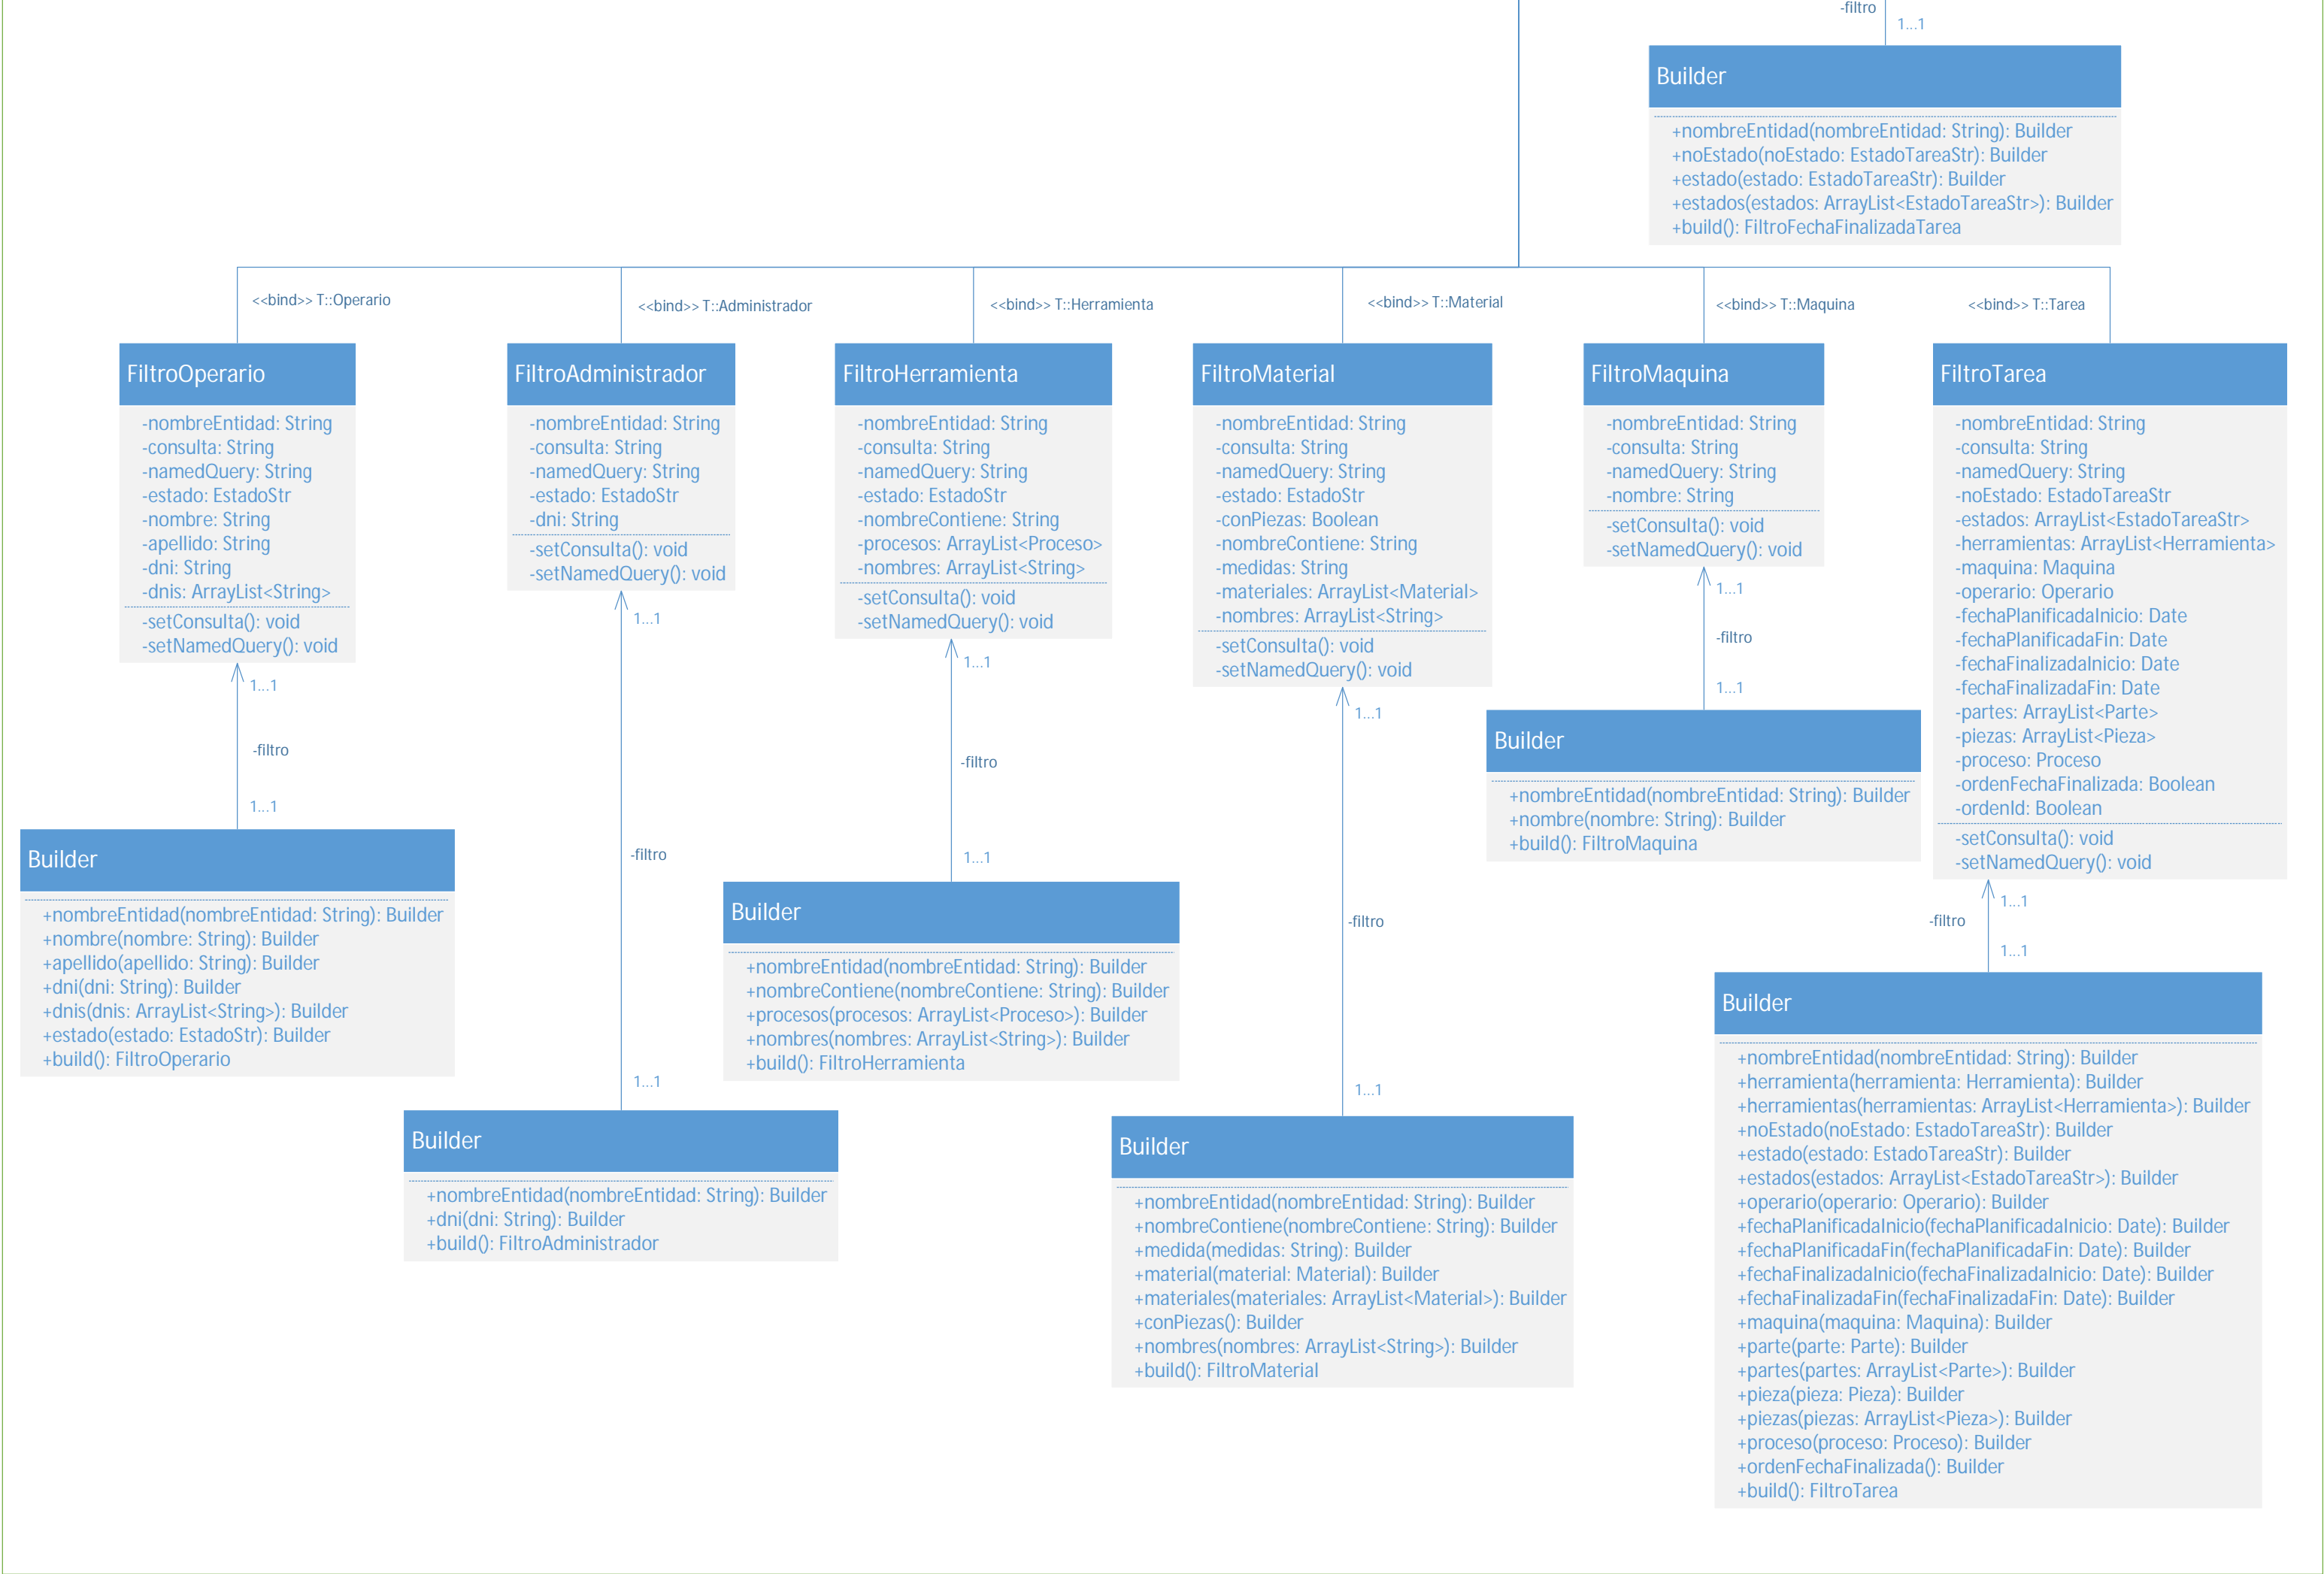 -filtro
1...1
Builder
+nombreEntidad(nombreEntidad: String): Builder
+noEstado(noEstado: EstadoTareaStr): Builder
+estado(estado: EstadoTareaStr): Builder
+estados(estados: ArrayList<EstadoTareaStr>): Builder
+build(): FiltroFechaFinalizadaTarea
<<bind>> T::Operario
<<bind>> T::Administrador
<<bind>> T::Herramienta
<<bind>> T::Material
<<bind>> T::Maquina
<<bind>> T::Tarea
FiltroOperario
-nombreEntidad: String
-consulta: String
-namedQuery: String
-estado: EstadoStr
-nombre: String
-apellido: String
-dni: String
-dnis: ArrayList<String>
-setConsulta(): void
-setNamedQuery(): void
1...1
-filtro
1...1
Builder
+nombreEntidad(nombreEntidad: String): Builder
+nombre(nombre: String): Builder
+apellido(apellido: String): Builder
+dni(dni: String): Builder
+dnis(dnis: ArrayList<String>): Builder
+estado(estado: EstadoStr): Builder
+build(): FiltroOperario
FiltroAdministrador
-nombreEntidad: String
-consulta: String
-namedQuery: String
-estado: EstadoStr
-dni: String
-setConsulta(): void
-setNamedQuery(): void
1...1
-filtro
1...1
Builder
+nombreEntidad(nombreEntidad: String): Builder
+dni(dni: String): Builder
+build(): FiltroAdministrador
FiltroHerramienta
-nombreEntidad: String
-consulta: String
-namedQuery: String
-estado: EstadoStr
-nombreContiene: String
-procesos: ArrayList<Proceso>
-nombres: ArrayList<String>
-setConsulta(): void
-setNamedQuery(): void
1...1
-filtro
1...1
Builder
+nombreEntidad(nombreEntidad: String): Builder
+nombreContiene(nombreContiene: String): Builder
+procesos(procesos: ArrayList<Proceso>): Builder
+nombres(nombres: ArrayList<String>): Builder
+build(): FiltroHerramienta
FiltroMaterial
-nombreEntidad: String
-consulta: String
-namedQuery: String
-estado: EstadoStr
-conPiezas: Boolean
-nombreContiene: String
-medidas: String
-materiales: ArrayList<Material>
-nombres: ArrayList<String>
-setConsulta(): void
-setNamedQuery(): void
1...1
-filtro
1...1
Builder
+nombreEntidad(nombreEntidad: String): Builder
+nombreContiene(nombreContiene: String): Builder
+medida(medidas: String): Builder
+material(material: Material): Builder
+materiales(materiales: ArrayList<Material>): Builder
+conPiezas(): Builder
+nombres(nombres: ArrayList<String>): Builder
+build(): FiltroMaterial
FiltroMaquina
-nombreEntidad: String
-consulta: String
-namedQuery: String
-nombre: String
-setConsulta(): void
-setNamedQuery(): void
1...1
-filtro
1...1
Builder
+nombreEntidad(nombreEntidad: String): Builder
+nombre(nombre: String): Builder
+build(): FiltroMaquina
FiltroTarea
-nombreEntidad: String
-consulta: String
-namedQuery: String
-noEstado: EstadoTareaStr
-estados: ArrayList<EstadoTareaStr>
-herramientas: ArrayList<Herramienta>
-maquina: Maquina
-operario: Operario
-fechaPlanificadaInicio: Date
-fechaPlanificadaFin: Date
-fechaFinalizadaInicio: Date
-fechaFinalizadaFin: Date
-partes: ArrayList<Parte>
-piezas: ArrayList<Pieza>
-proceso: Proceso
-ordenFechaFinalizada: Boolean
-ordenId: Boolean
-setConsulta(): void
-setNamedQuery(): void
1...1
-filtro
1...1
Builder
+nombreEntidad(nombreEntidad: String): Builder
+herramienta(herramienta: Herramienta): Builder
+herramientas(herramientas: ArrayList<Herramienta>): Builder
+noEstado(noEstado: EstadoTareaStr): Builder
+estado(estado: EstadoTareaStr): Builder
+estados(estados: ArrayList<EstadoTareaStr>): Builder
+operario(operario: Operario): Builder
+fechaPlanificadaInicio(fechaPlanificadaInicio: Date): Builder
+fechaPlanificadaFin(fechaPlanificadaFin: Date): Builder
+fechaFinalizadaInicio(fechaFinalizadaInicio: Date): Builder
+fechaFinalizadaFin(fechaFinalizadaFin: Date): Builder
+maquina(maquina: Maquina): Builder
+parte(parte: Parte): Builder
+partes(partes: ArrayList<Parte>): Builder
+pieza(pieza: Pieza): Builder
+piezas(piezas: ArrayList<Pieza>): Builder
+proceso(proceso: Proceso): Builder
+ordenFechaFinalizada(): Builder
+build(): FiltroTarea